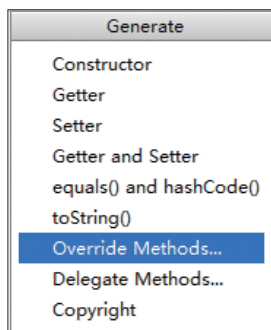 Generate
Constructor
Getter
Setter
Getter and Setter
equals() and hashCode()
toString()
Override Methods...
Delegate Methods...
Copyright